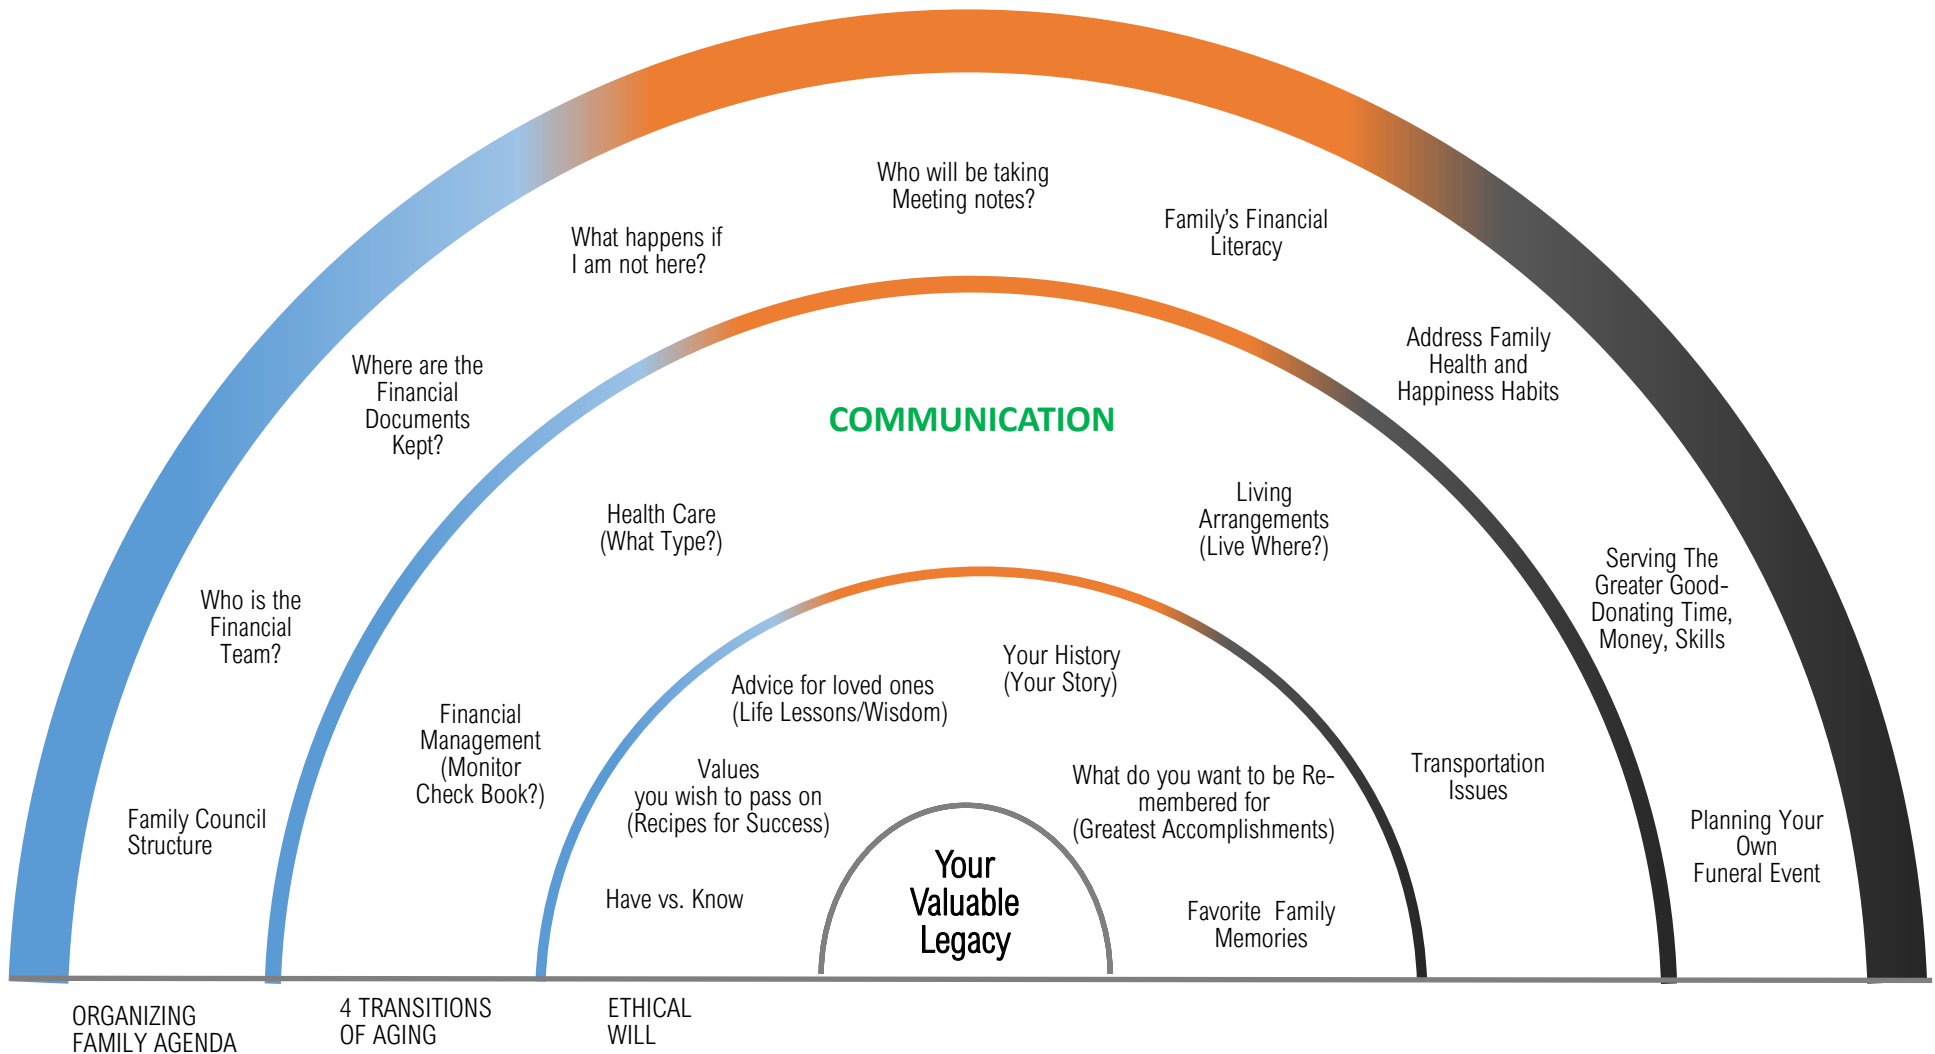 Who will be taking
Meeting notes?
Family's Financial
Literacy
What happens if
I am not here?
Address Family
Health and
Happiness Habits
Where are the
Financial
Documents
Kept?
COMMUNICATION
Living
Arrangements
(Live Where?)
Health Care
(What Type?)
Serving The
Greater Good-
Donating Time,
Money, Skills
Who is the
Financial
Team?
Your History
(Your Story)
Advice for loved ones
(Life Lessons/Wisdom)
Financial
Management
(Monitor
Check Book?)
Values
you wish to pass on
(Recipes for Success)
What do you want to be Re-
membered for
(Greatest Accomplishments)
Transportation
Issues
Family Council
Structure
Planning Your
Own
Funeral Event
Your
Valuable
Legacy
Have vs. Know
Favorite  Family
Memories
ORGANIZING
FAMILY AGENDA
4 TRANSITIONS
OF AGING
ETHICAL
WILL